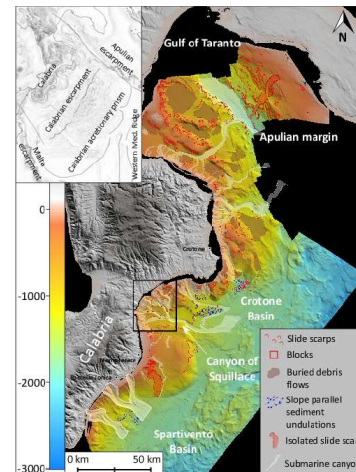 Gulf of Taranto
N
Apulian
escarpment
Calabria
Calabrian escarpment
Calabrian accretionary prism
Malta
escarpment
Western Med. Ridge
Apulian margin
0
-1000
-2000
-3000
Crotone
Crotone
Basin
Calabria
Canyon of
Squillace
Spartivento
Basin
Slide scarps
Blocks
Buried debris
flows
Slope parallel
sediment
undulations
Isolated slide sca
Submarine canyo
0
50 km